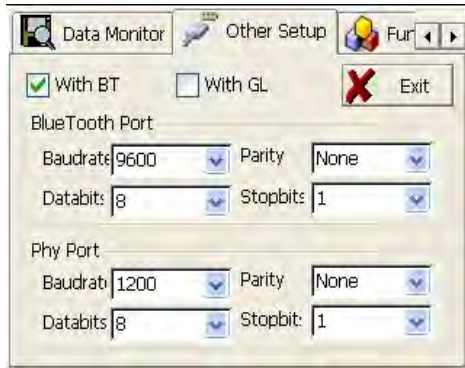 Data Monitor Other Setup Fur
With BT With GL Exit
BlueTooth Port
Baudrate 9600 Parity None
Databits 8 Stopbits 1
Phy Port
Baudrat 1200 Parity None
Databits 8 Stopbit: 1